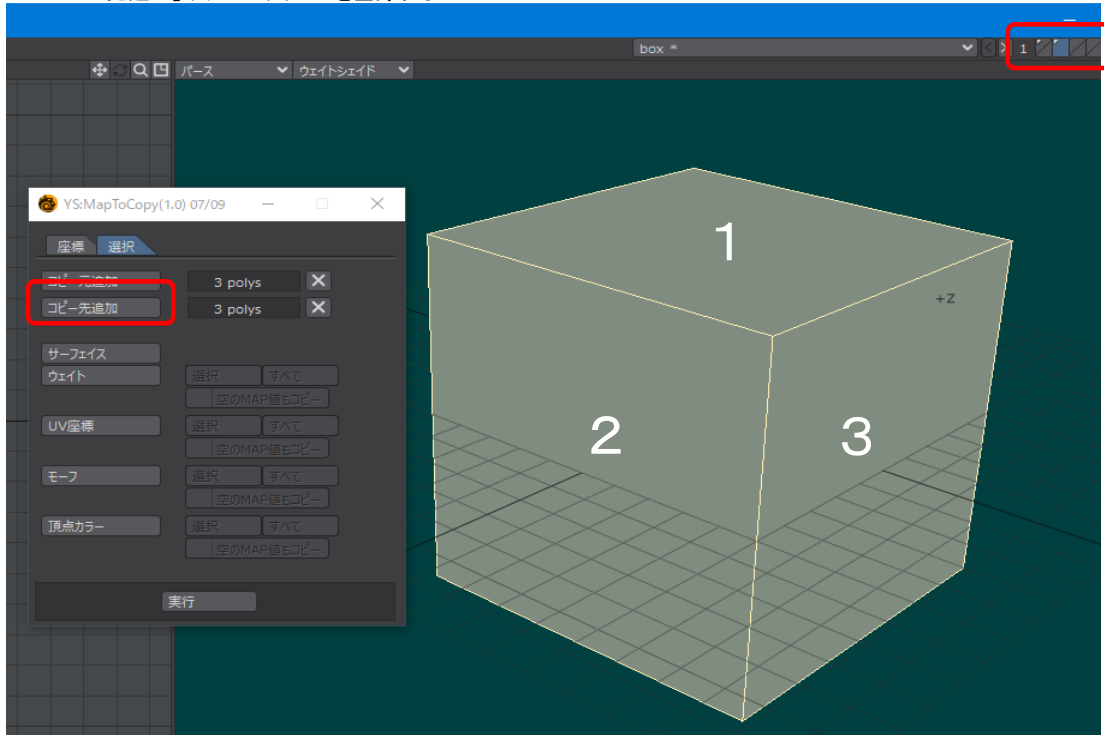 box *
1
パース ウェイトシェイド
YS:MapToCopy(1.0) 07/09
座標 選択
コピー元追加 3 polys
コピー先追加 3 polys
サーフェイス
ウェイト 選択 すべて
空のMAP値もコピー
UV座標 選択 すべて
空のMAP値もコピー
モーフ 選択 すべて
空のMAP値もコピー
頂点カラー 選択 すべて
空のMAP値もコピー
実行
1
+Z
2
3